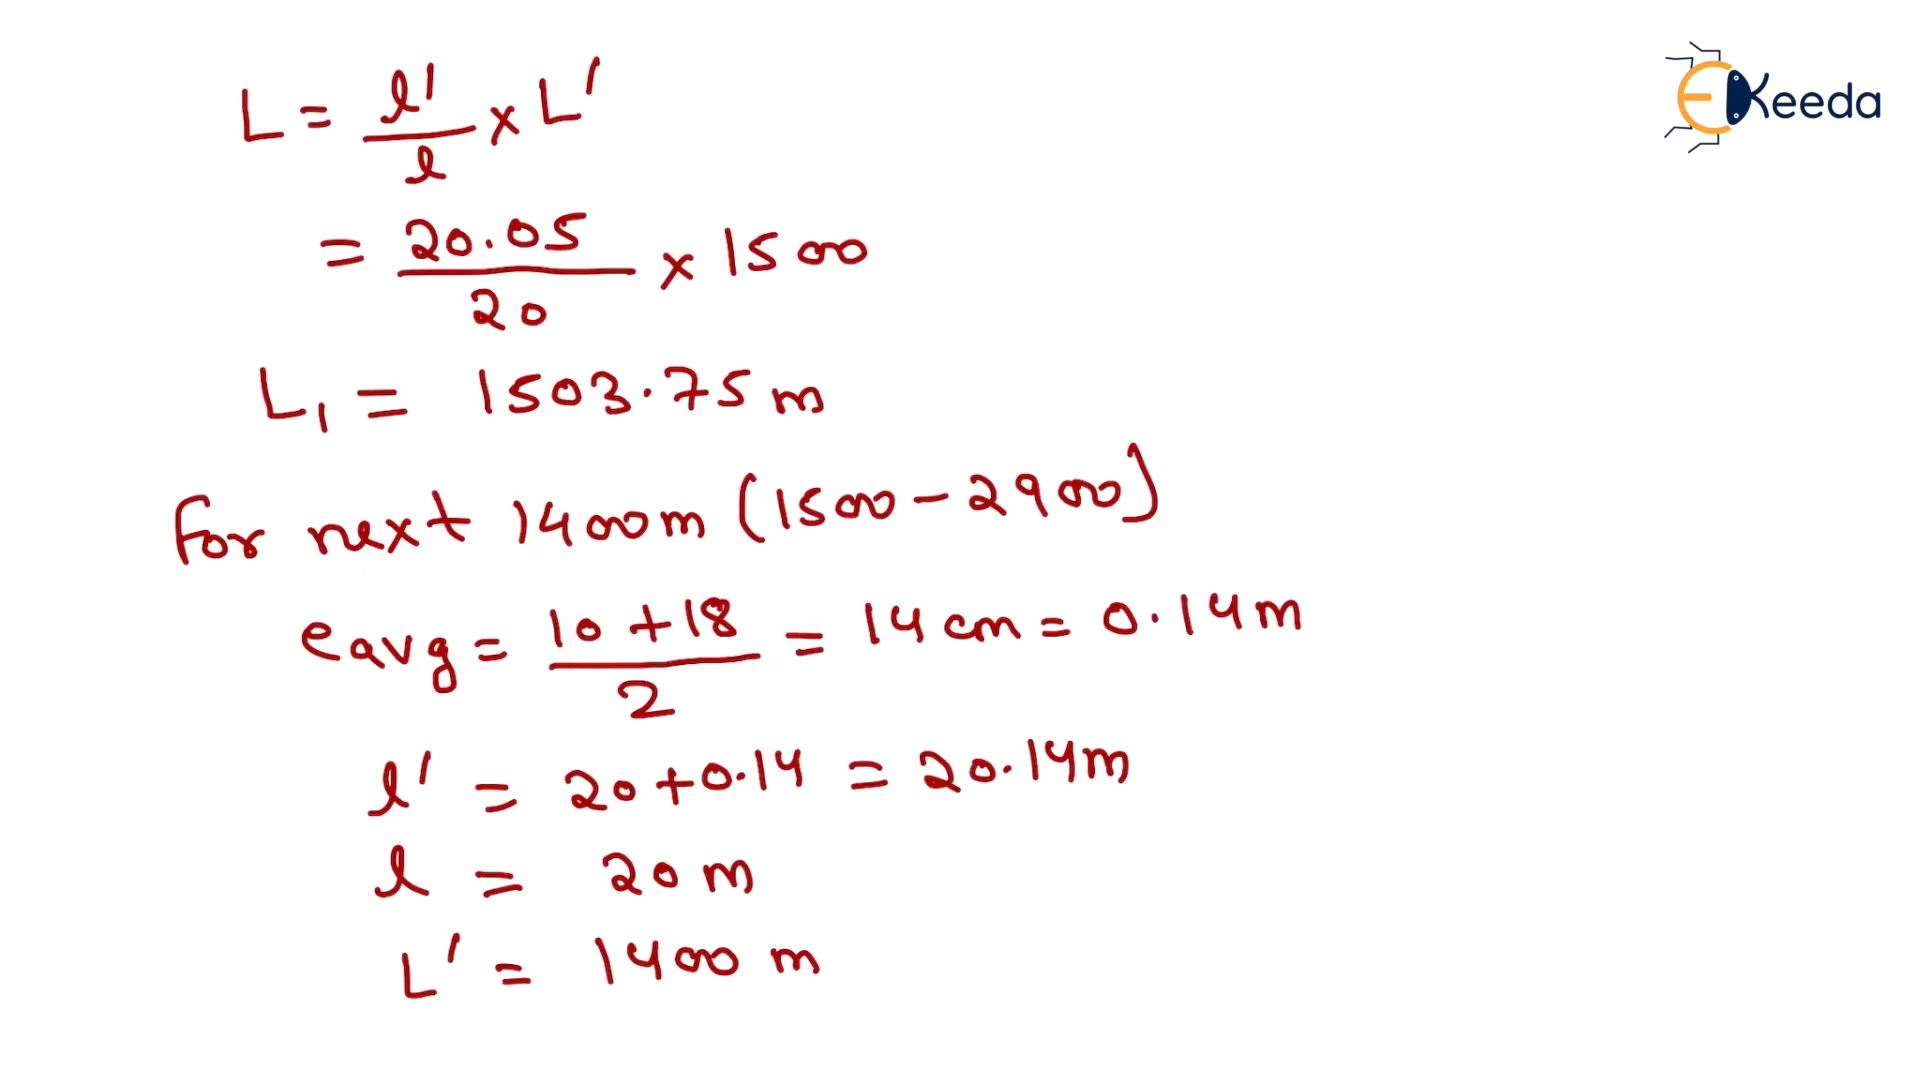 L = l'/l × L'
EKeeda
= 20.05/20 × 1500
L₁ = 1503.75 m
For next 1400m (1500-2900)
eavg = 10+18/2 = 14 cm = 0.14m
l' = 20+0.14 = 20.14m
l = 20 m
L' = 1400 m